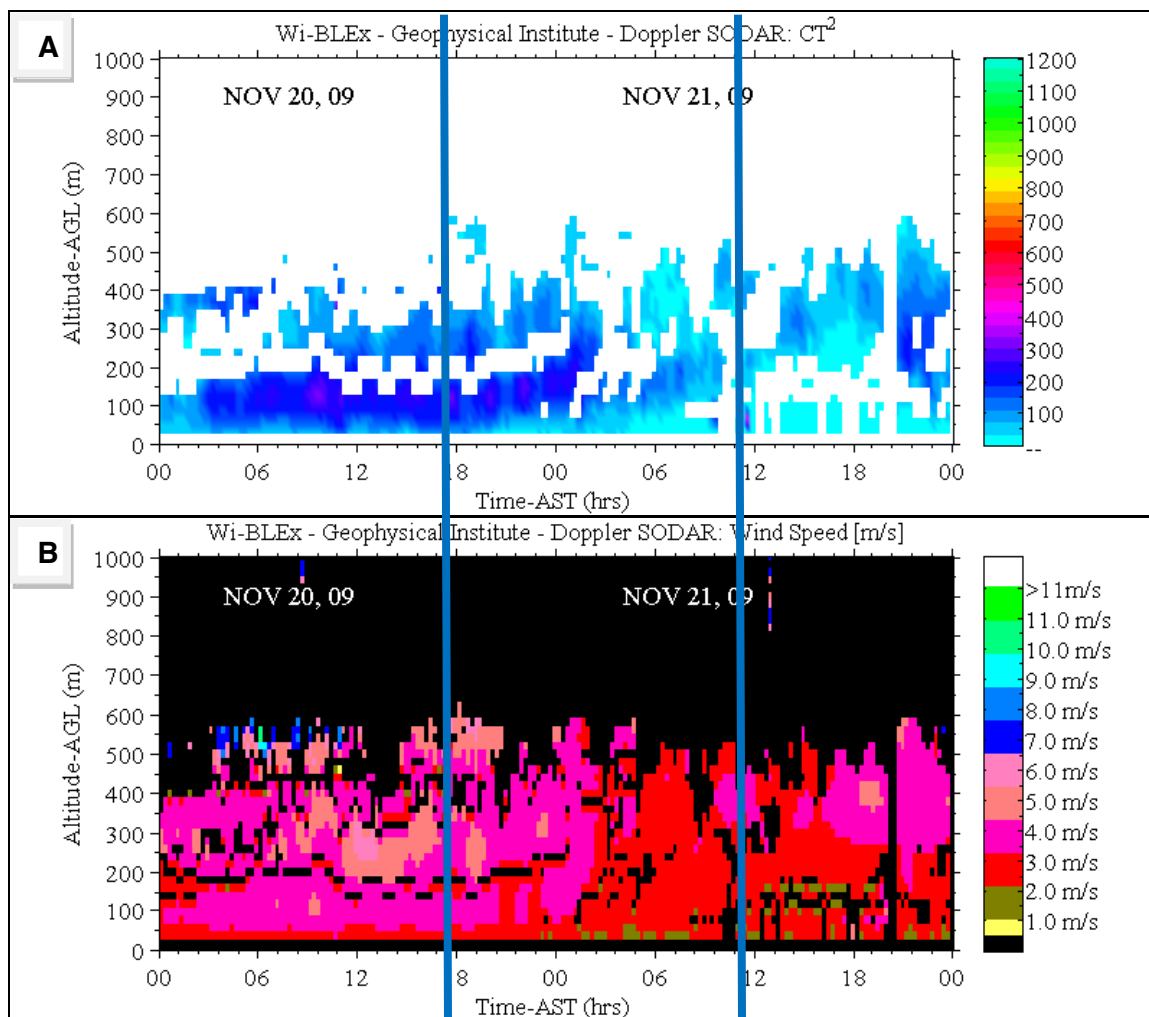 A
Wi-BLEx - Geophysical Institute - Doppler SODAR: CT²
NOV 20, 09
NOV 21, 09
1000
900
800
700
600
500
400
300
200
100
0
Altitude-AGL (m)
00 06 12 18 00 06 12 18 00
Time-AST (hrs)
1200
1100
1000
900
800
700
600
500
400
300
200
100
--
B
Wi-BLEx - Geophysical Institute - Doppler SODAR: Wind Speed [m/s]
NOV 20, 09
NOV 21, 09
1000
900
800
700
600
500
400
300
200
100
0
Altitude-AGL (m)
00 06 12 18 00 06 12 18 00
Time-AST (hrs)
>11m/s
11.0 m/s
10.0 m/s
9.0 m/s
8.0 m/s
7.0 m/s
6.0 m/s
5.0 m/s
4.0 m/s
3.0 m/s
2.0 m/s
1.0 m/s